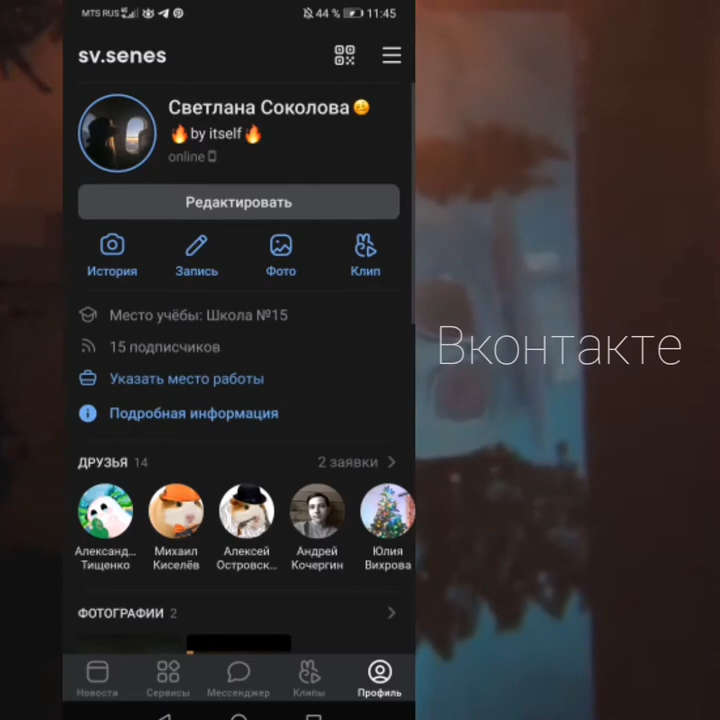 MTS RUS 44 % 11:45
sv.senes
Светлана Соколова
by itself
online
Редактировать
История Запись Фото Клип
Место учёбы: Школа №15
15 подписчиков
Указать место работы
Подробная информация
Вконтакте
ДРУЗЬЯ 14 2 заявки
Александ... Михаил Алексей Андрей Юлия
Тищенко Киселёв Островск... Кочергин Вихрова
ФОТОГРАФИИ 2
Новости Сервисы Мессенджер Клипы Профиль